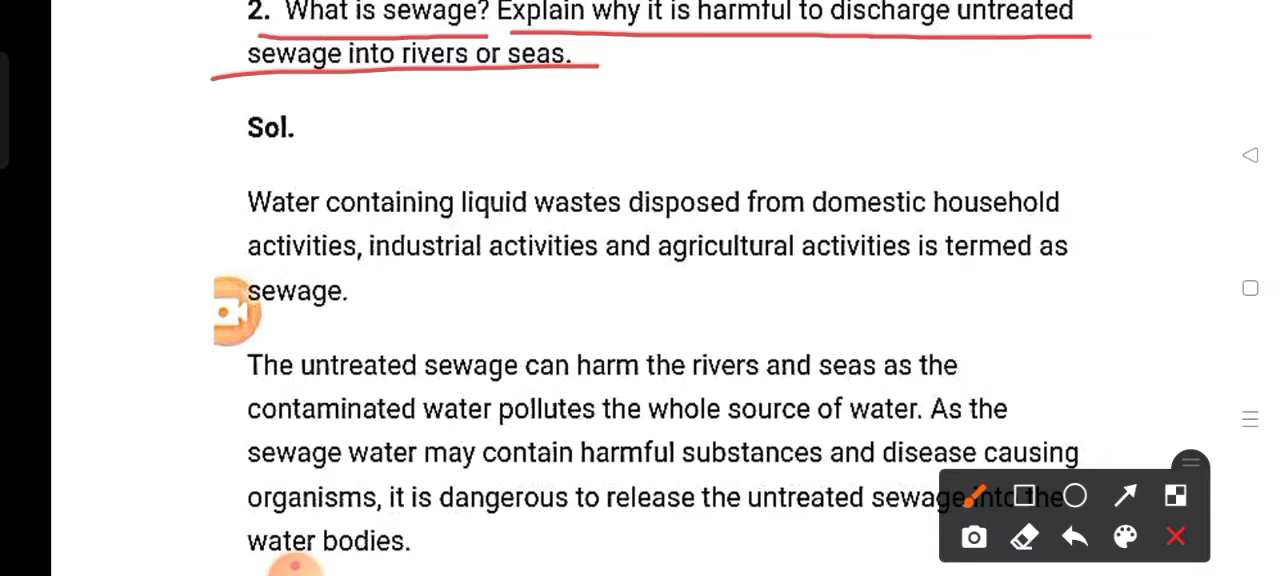 2. What is sewage? Explain why it is harmful to discharge untreated
sewage into rivers or seas.
Sol.
Water containing liquid wastes disposed from domestic household
activities, industrial activities and agricultural activities is termed as
sewage.
The untreated sewage can harm the rivers and seas as the
contaminated water pollutes the whole source of water. As the
sewage water may contain harmful substances and disease causing
organisms, it is dangerous to release the untreated sewage into the
water bodies.